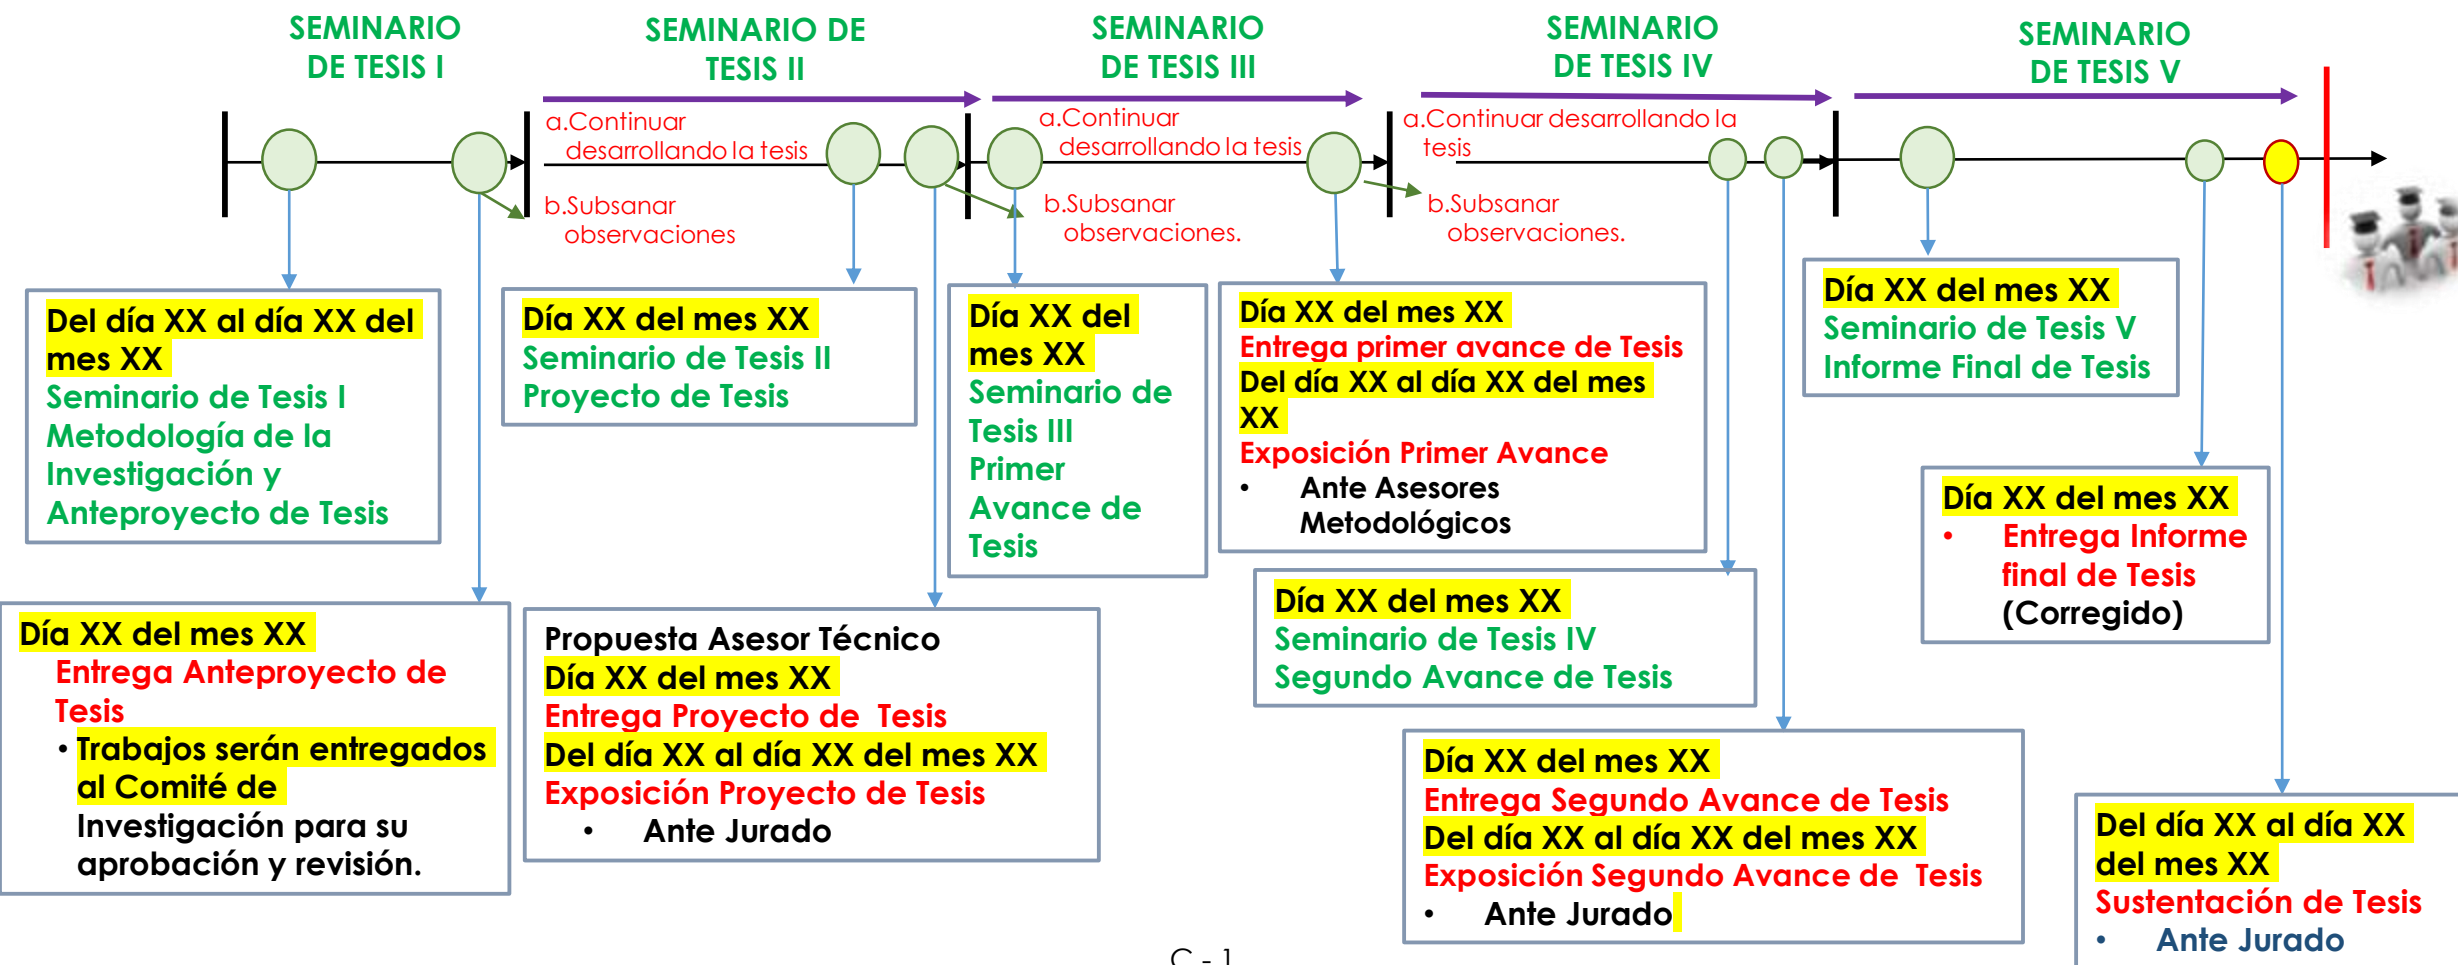 SEMINARIO
DE TESIS I
SEMINARIO DE
TESIS II
SEMINARIO
DE TESIS III
SEMINARIO
DE TESIS IV
SEMINARIO
DE TESIS V
a.Continuar
desarrollando la tesis
b.Subsanar
observaciones
a.Continuar
desarrollando la tesis
b.Subsanar
observaciones.
a.Continuar desarrollando la
tesis
b.Subsanar
observaciones.
Del día XX al día XX del
mes XX
Seminario de Tesis I
Metodología de la
Investigación y
Anteproyecto de Tesis
Día XX del mes XX
Entrega Anteproyecto de
Tesis
• Trabajos serán entregados
al Comité de
Investigación para su
aprobación y revisión.
Día XX del mes XX
Seminario de Tesis II
Proyecto de Tesis
Propuesta Asesor Técnico
Día XX del mes XX
Entrega Proyecto de Tesis
Del día XX al día XX del mes XX
Exposición Proyecto de Tesis
• Ante Jurado
Día XX del
mes XX
Seminario de
Tesis III
Primer
Avance de
Tesis
Día XX del mes XX
Entrega primer avance de Tesis
Del día XX al día XX del mes
XX
Exposición Primer Avance
• Ante Asesores
Metodológicos
Día XX del mes XX
Seminario de Tesis IV
Segundo Avance de Tesis
Día XX del mes XX
Entrega Segundo Avance de Tesis
Del día XX al día XX del mes XX
Exposición Segundo Avance de Tesis
• Ante Jurado
Día XX del mes XX
Seminario de Tesis V
Informe Final de Tesis
Día XX del mes XX
• Entrega Informe
final de Tesis
(Corregido)
Del día XX al día XX
del mes XX
Sustentación de Tesis
• Ante Jurado
C - 1